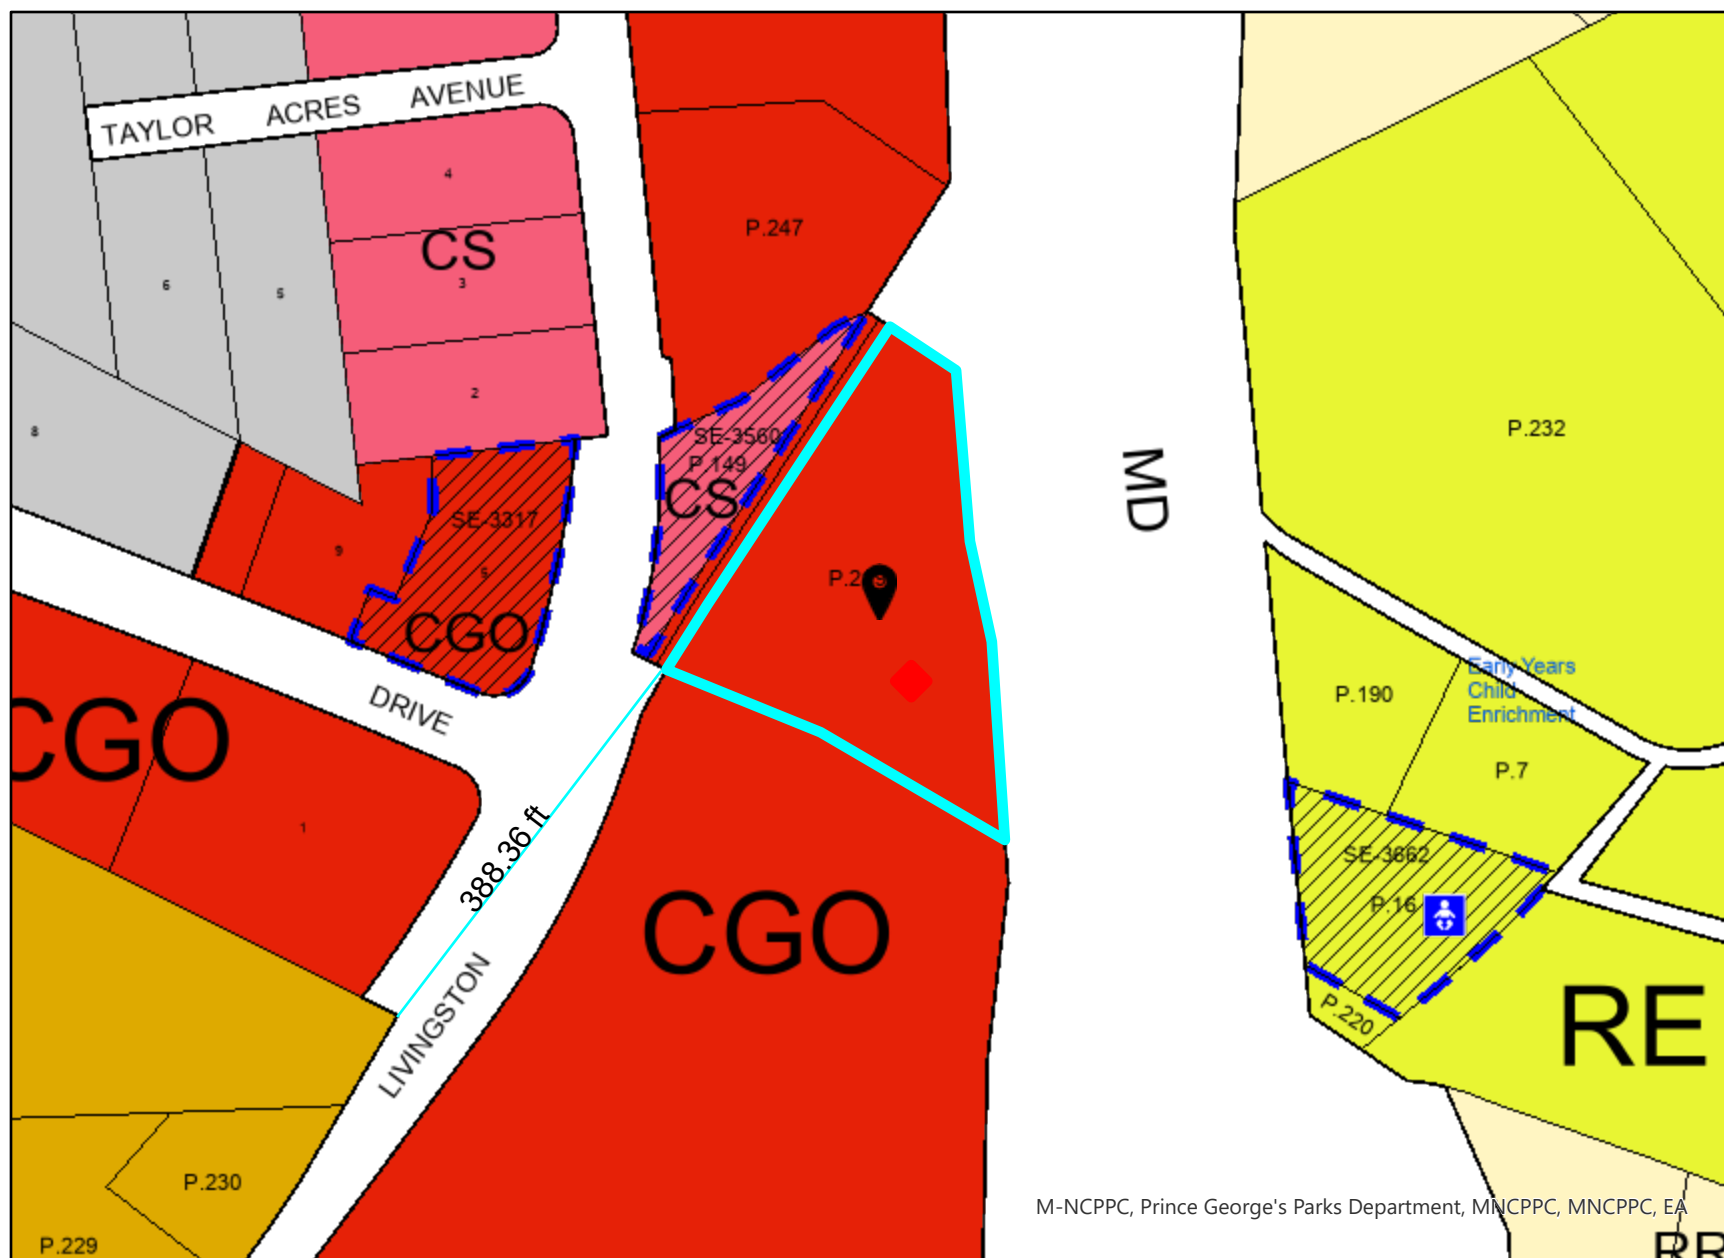 TAYLOR ACRES AVENUE
4
CS
3
2
6
5
8
P.247
SE-3560
P.149
CS
SE-3317
9
CGO
DRIVE
CGO
1
388.36 ft
LIVINGSTON
CGO
P.230
P.229
MD
P.232
P.190
Early Years
Child
Enrichment
P.7
SE-3662
P.16
P.220
RE
M-NCPPC, Prince George's Parks Department, MNCPPC, MNCPPC, EA